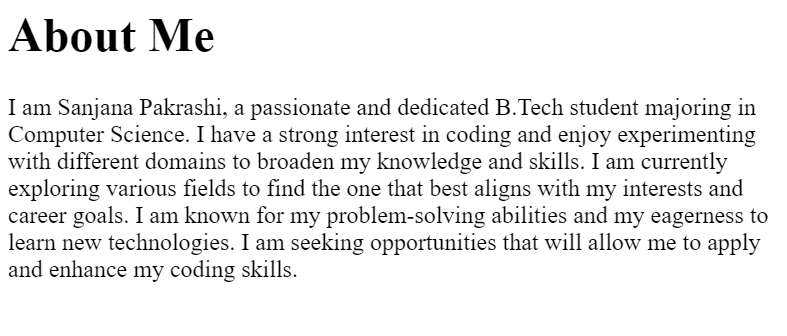 About Me
I am Sanjana Pakrashi, a passionate and dedicated B.Tech student majoring in
Computer Science. I have a strong interest in coding and enjoy experimenting
with different domains to broaden my knowledge and skills. I am currently
exploring various fields to find the one that best aligns with my interests and
career goals. I am known for my problem-solving abilities and my eagerness to
learn new technologies. I am seeking opportunities that will allow me to apply
and enhance my coding skills.